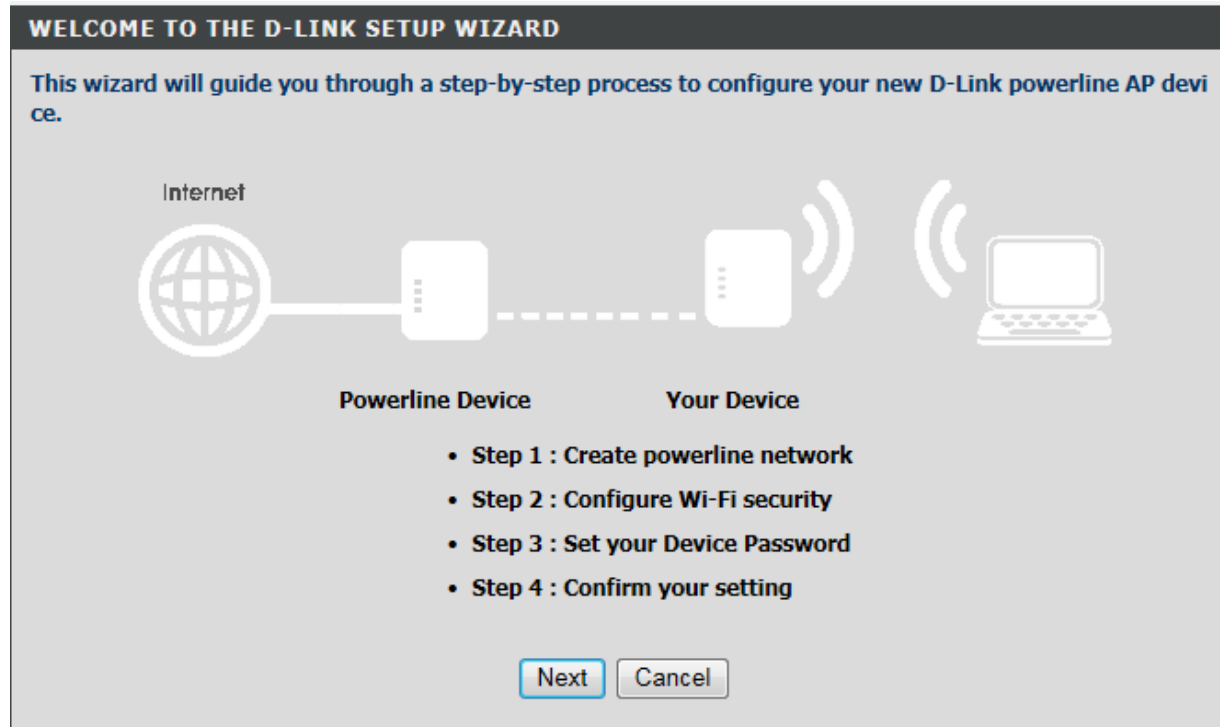 WELCOME TO THE D-LINK SETUP WIZARD
This wizard will guide you through a step-by-step process to configure your new D-Link powerline AP devi
ce.
Internet
Powerline Device
Your Device
• Step 1 : Create powerline network
• Step 2 : Configure Wi-Fi security
• Step 3 : Set your Device Password
• Step 4 : Confirm your setting
Next
Cancel